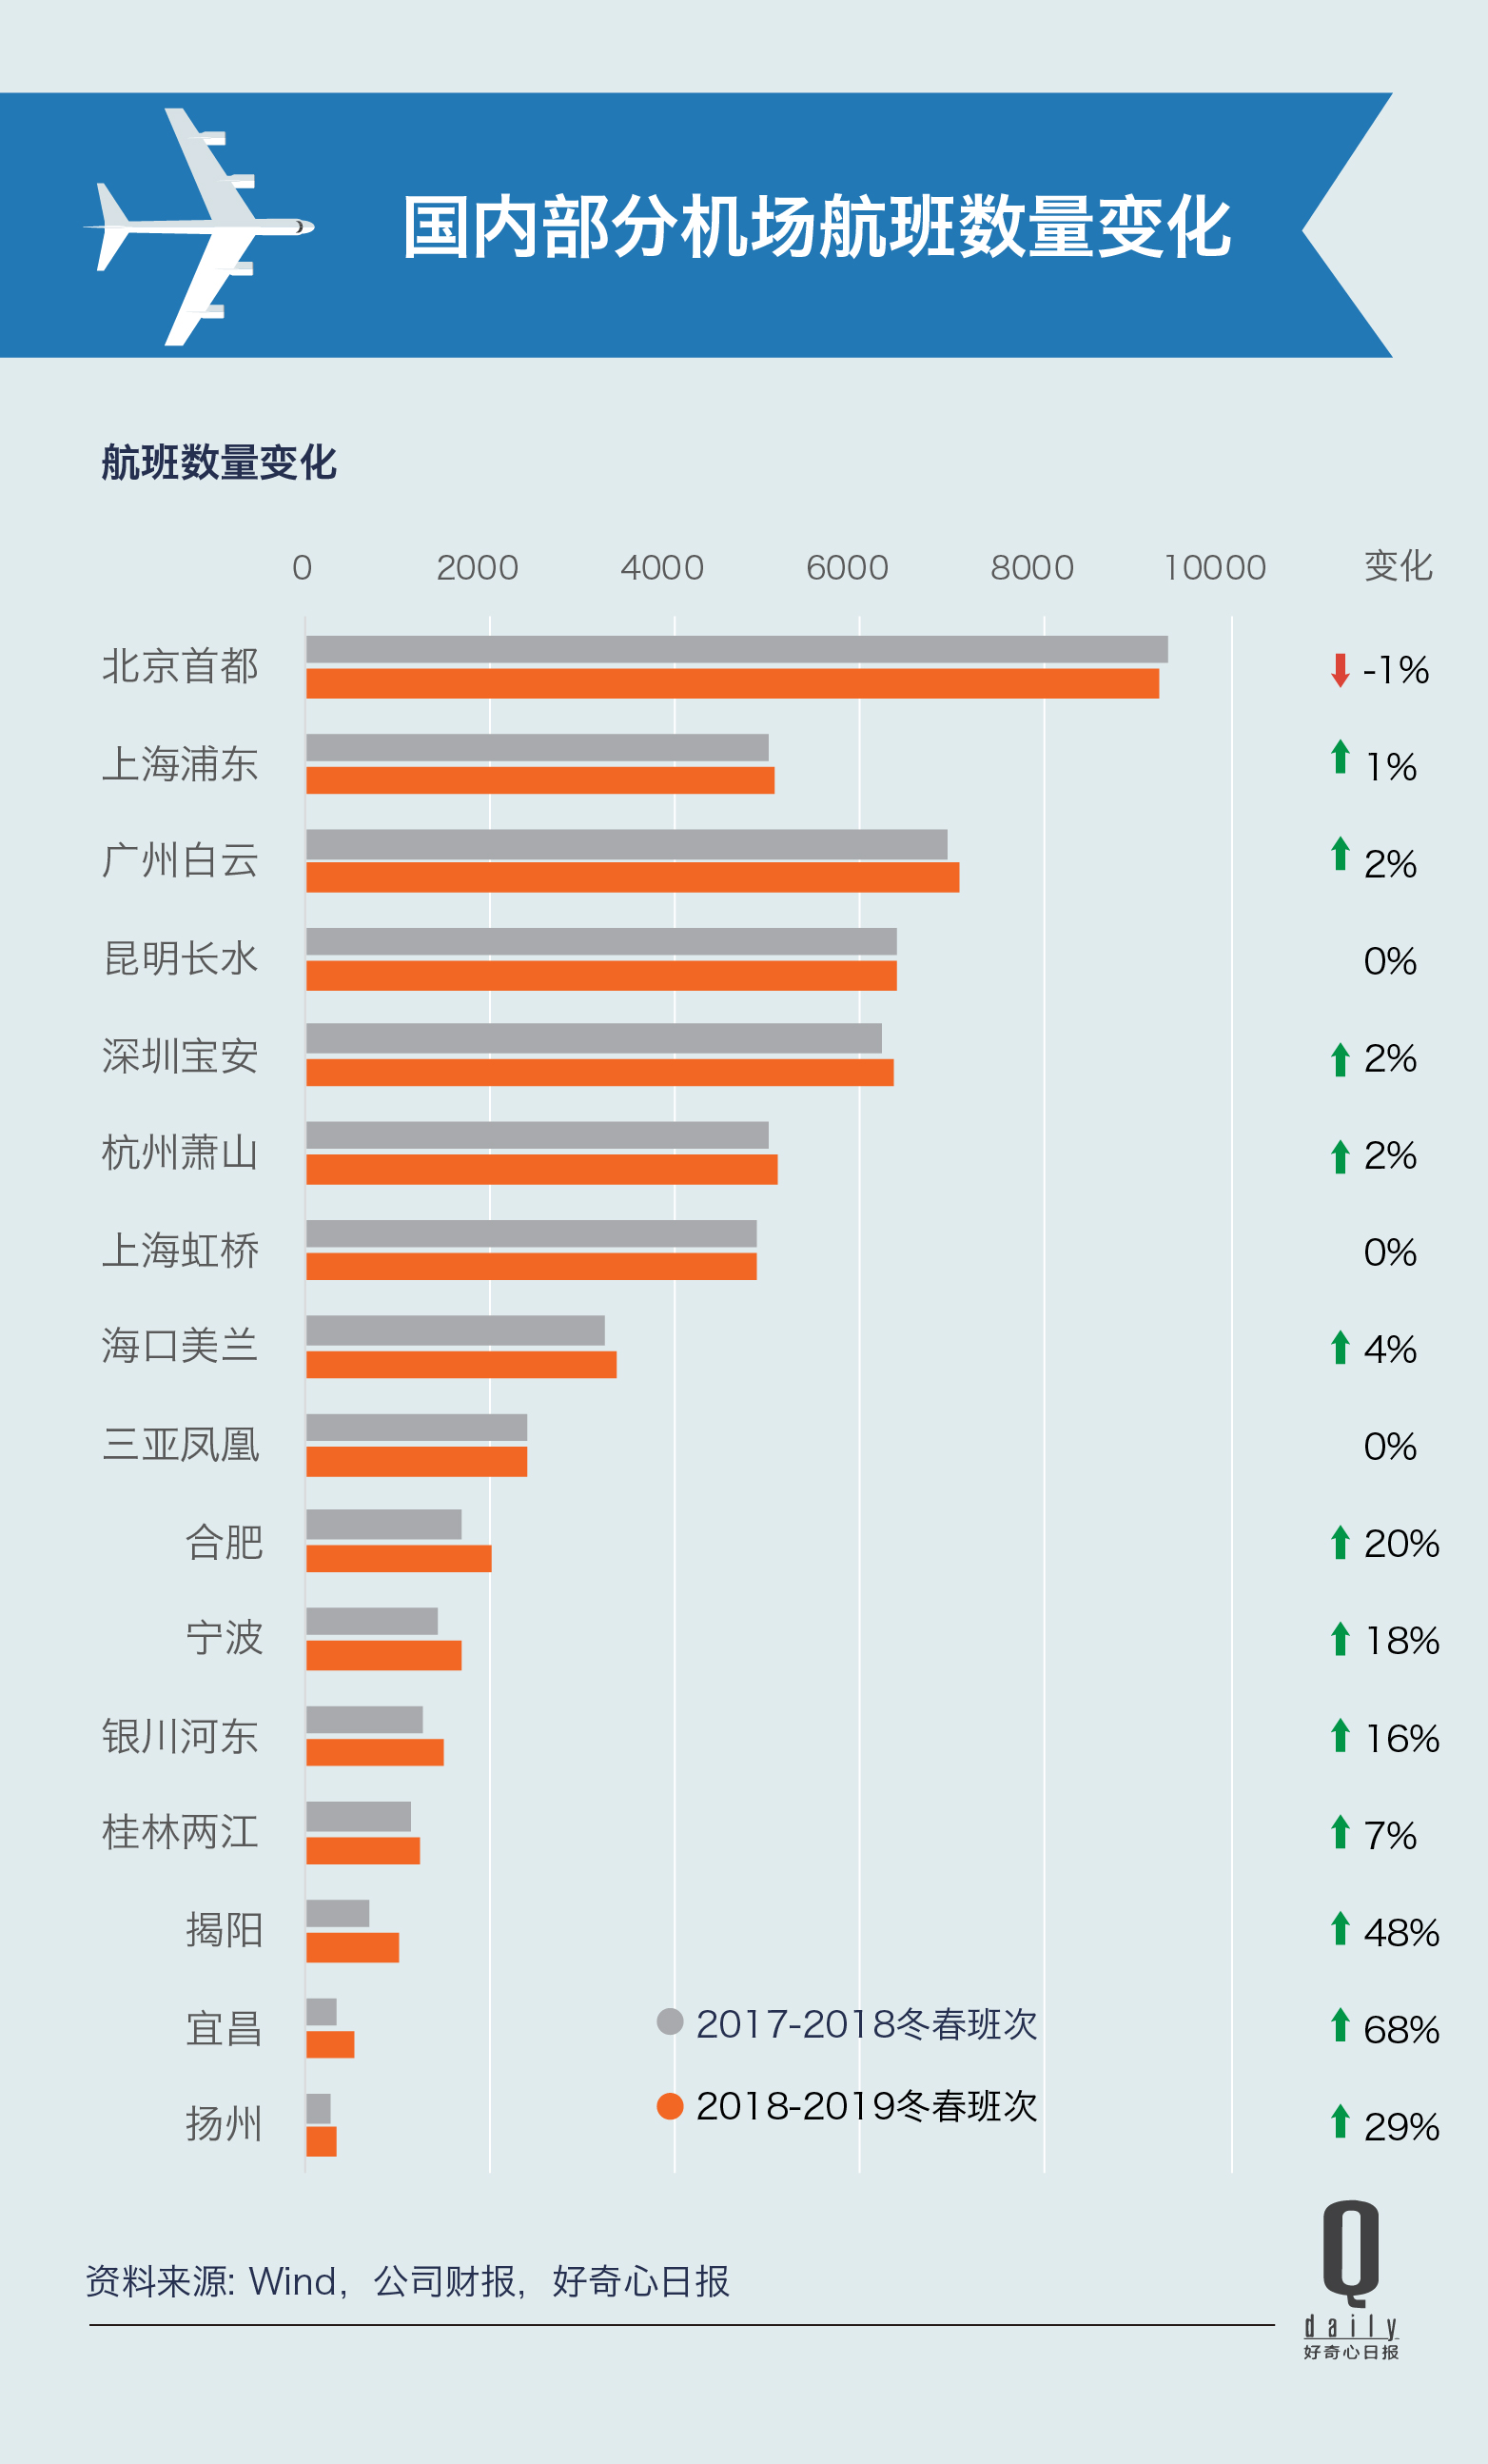 国内部分机场航班数量变化
航班数量变化
0 2000 4000 6000 8000 10000 变化
北京首都 -1%
上海浦东 1%
广州白云 2%
昆明长水 0%
深圳宝安 2%
杭州萧山 2%
上海虹桥 0%
海口美兰 4%
三亚凤凰 0%
合肥 20%
宁波 18%
银川河东 16%
桂林两江 7%
揭阳 48%
宜昌 68%
扬州 29%
2017-2018冬春班次
2018-2019冬春班次
资料来源: Wind，公司财报，好奇心日报
Q
daily
好奇心日报